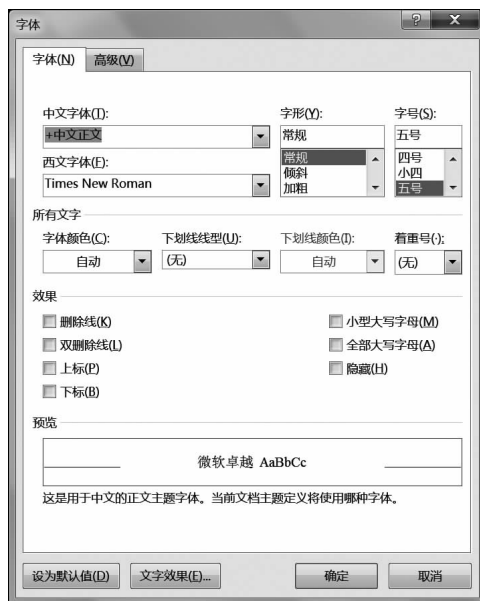 字体
字体(N) 高级(V)
中文字体(T): 字形(Y): 字号(S):
+中文正文 常规 五号
西文字体(F): 常规 四号
Times New Roman 倾斜 小四
加粗 五号
所有文字
字体颜色(C): 下划线线型(U): 下划线颜色(I): 着重号(·):
自动 (无) 自动 (无)
效果
删除线(K) 小型大写字母(M)
双删除线(L) 全部大写字母(A)
上标(P) 隐藏(H)
下标(B)
预览
微软卓越 AaBbCc
这是用于中文的正文主题字体。当前文档主题定义将使用哪种字体。
设为默认值(D) 文字效果(E)... 确定 取消